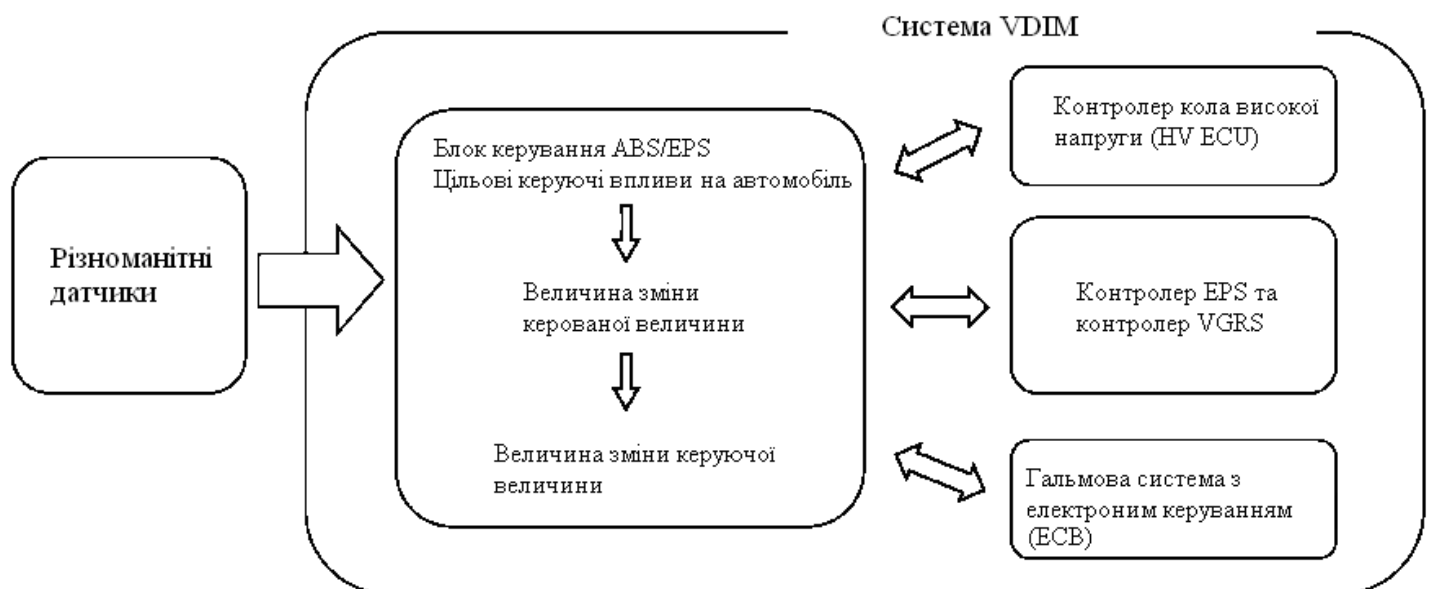 Система VDIM
Різноманітні
датчики
Блок керування ABS/EPS
Цільові керуючі впливи на автомобіль
Величина зміни
керованої величини
Величина зміни керуючої
величини
Контролер кола високої
напруги (HV ECU)
Контролер EPS та
контролер VGRS
Гальмова система з
електроним керуванням
(ECB)